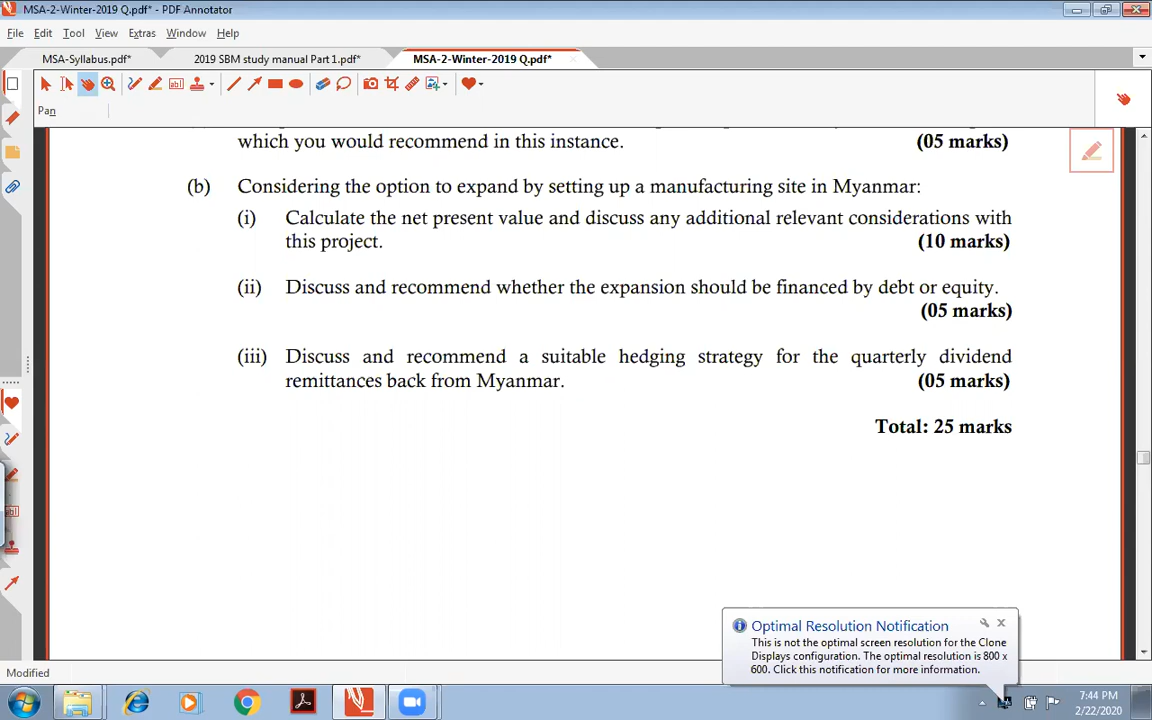 MSA-2-Winter-2019 Q.pdf* - PDF Annotator
File Edit Tool View Extras Window Help
MSA-Syllabus.pdf* 2019 SBM study manual Part 1.pdf* MSA-2-Winter-2019 Q.pdf*
Pan
which you would recommend in this instance. (05 marks)
(b) Considering the option to expand by setting up a manufacturing site in Myanmar:
(i) Calculate the net present value and discuss any additional relevant considerations with
this project. (10 marks)
(ii) Discuss and recommend whether the expansion should be financed by debt or equity.
(05 marks)
(iii) Discuss and recommend a suitable hedging strategy for the quarterly dividend
remittances back from Myanmar. (05 marks)
Total: 25 marks
Optimal Resolution Notification
This is not the optimal screen resolution for the Clone
Displays configuration. The optimal resolution is 800 x
600. Click this notification for more information.
Modified
7:44 PM
2/22/2020